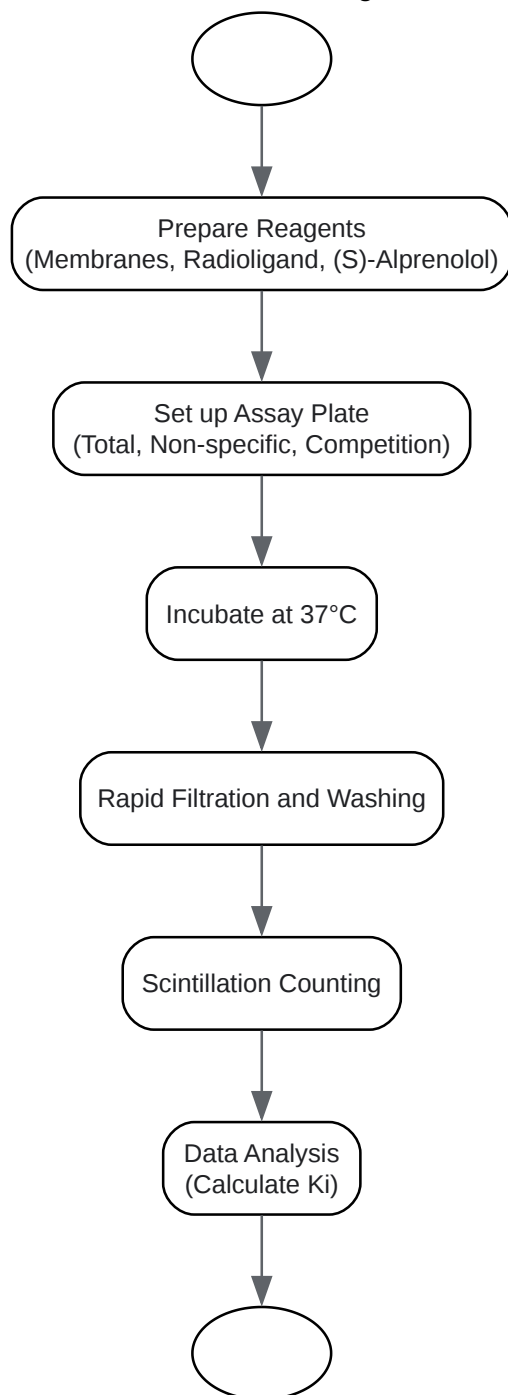 Prepare Reagents
(Membranes, Radioligand, (S)-Alprenolol)
Set up Assay Plate
(Total, Non-specific, Competition)
Incubate at 37°C
Rapid Filtration and Washing
Scintillation Counting
Data Analysis
(Calculate Ki)